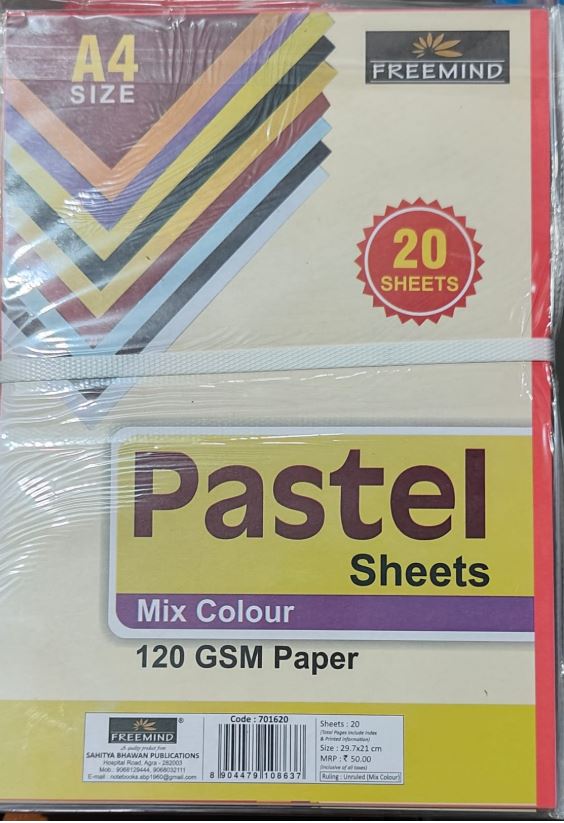 A4
SIZE
FREEMIND
20
SHEETS
Pastel
Sheets
Mix Colour
120 GSM Paper
FREEMIND®
A quality product from
SAHITYA BHAWAN PUBLICATIONS
Hospital Road, Agra - 282003
Mob.: 9068129444, 9068032111
E-mail : notebooks.sbp1960@gmail.com
Code : 701620
8 904479 108637
Sheets : 20
(Total Pages include Index
& Printed Information)
Size : 29.7x21 cm
MRP : ₹ 50.00
(Inclusive of all taxes)
Ruling : Unruled (Mix Colour)